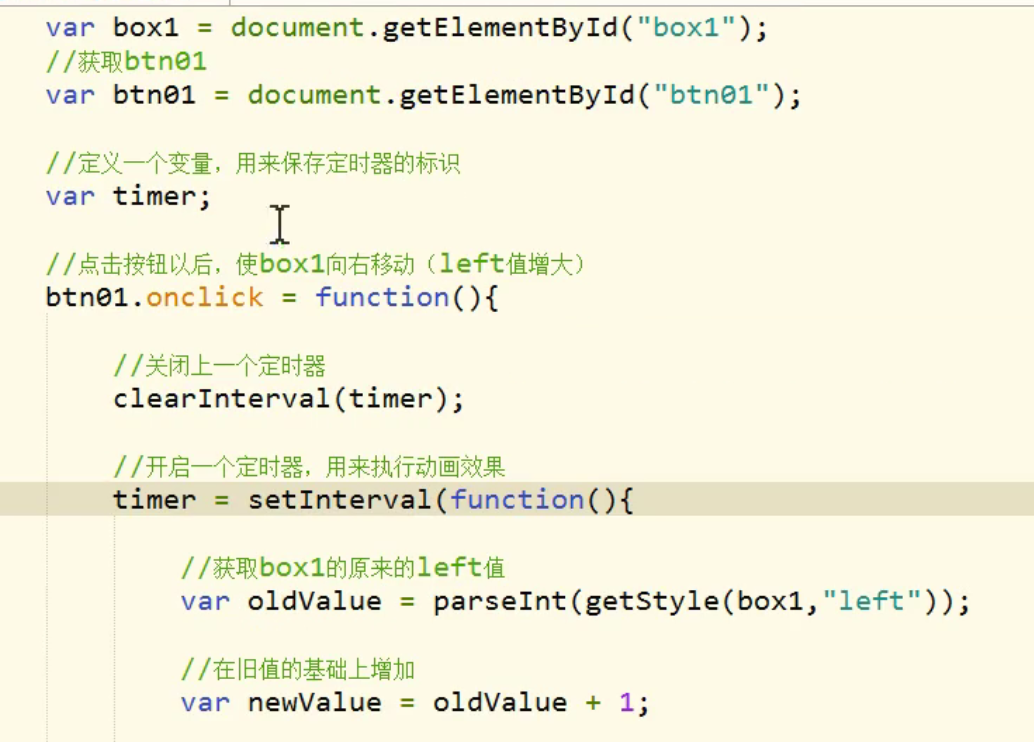 var box1 = document.getElementById("box1");
//获取btn01
var btn01 = document.getElementById("btn01");
//定义一个变量，用来保存定时器的标识
var timer;
//点击按钮以后，使box1向右移动（left值增大）
btn01.onclick = function(){
//关闭上一个定时器
clearInterval(timer);
//开启一个定时器，用来执行动画效果
timer = setInterval(function(){
//获取box1的原来的left值
var oldValue = parseInt(getStyle(box1,"left"));
//在旧值的基础上增加
var newValue = oldValue + 1;